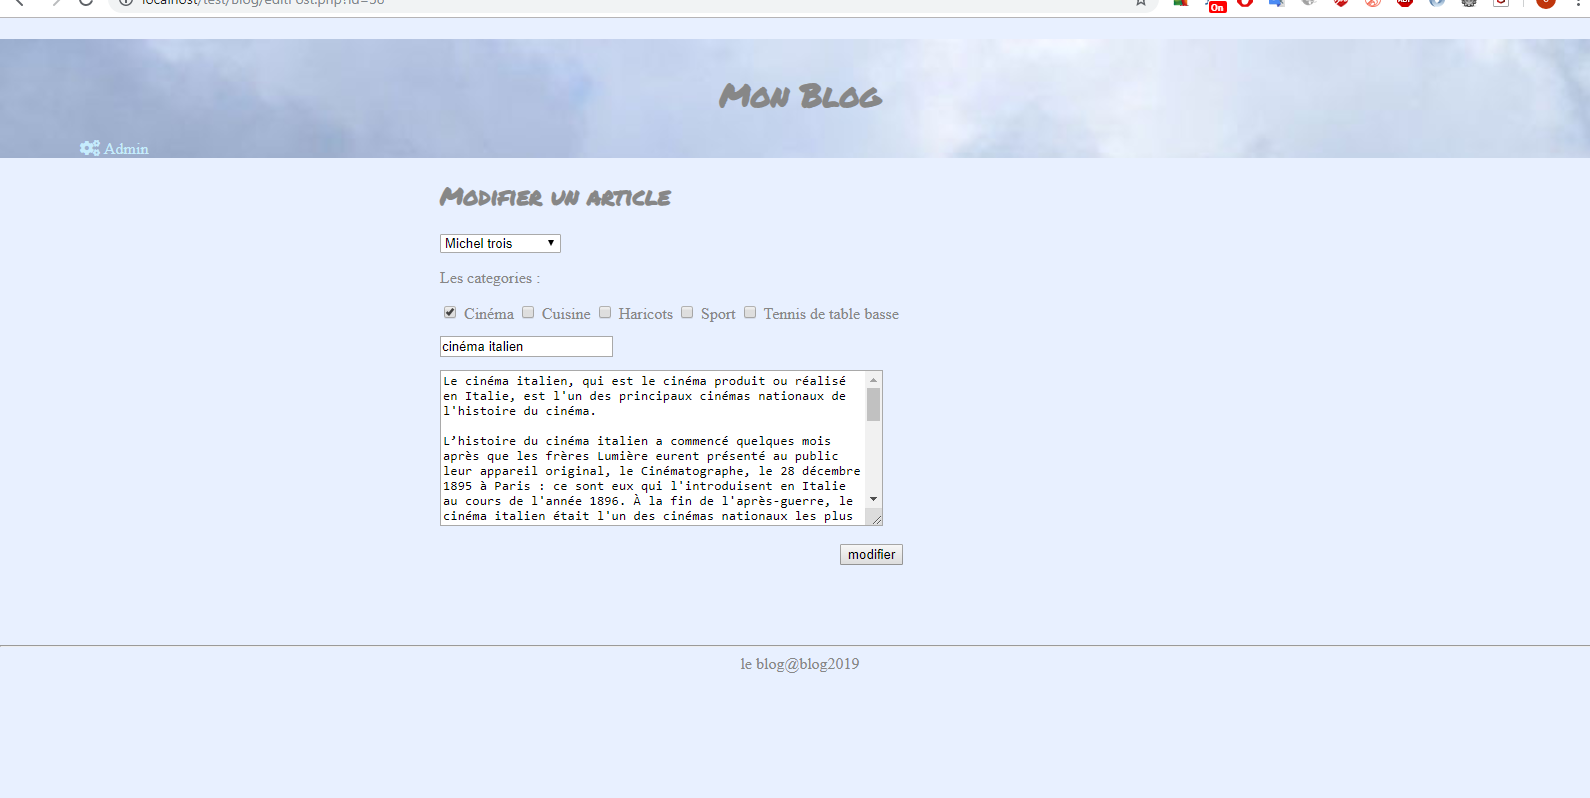 localhost/test/blog/editPost.php?id=
On
Mon Blog
Admin
Modifier un article
Michel trois
Les categories :
Cinéma Cuisine Haricots Sport Tennis de table basse
cinéma italien
Le cinéma italien, qui est le cinéma produit ou réalisé
en Italie, est l'un des principaux cinémas nationaux de
l'histoire du cinéma.
L’histoire du cinéma italien a commencé quelques mois
après que les frères Lumière eurent présenté au public
leur appareil original, le Cinématographe, le 28 décembre
1895 à Paris : ce sont eux qui l'introduisent en Italie
au cours de l'année 1896. À la fin de l'après-guerre, le
cinéma italien était l'un des cinémas nationaux les plus
modifier
le blog@blog2019